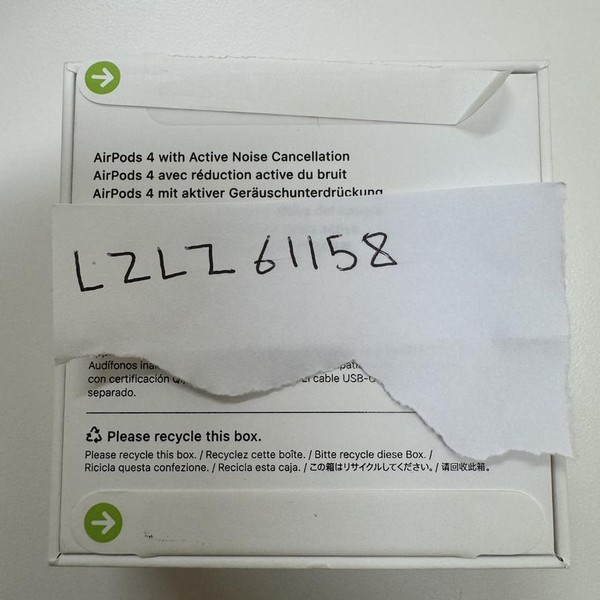 AirPods 4 with Active Noise Cancellation
AirPods 4 avec réduction active du bruit
AirPods 4 mit aktiver Geräuschunterdrückung
LZLZ 61158
Audífonos
con certificación
El cable
separado.
Please recycle this box.
Please recycle this box. / Recyclez cette boîte. / Bitte recycle diese Box. /
Ricicla questa confezione. / Recicla esta caja. / この箱はリサイクルしてください。/ 请回收此箱。